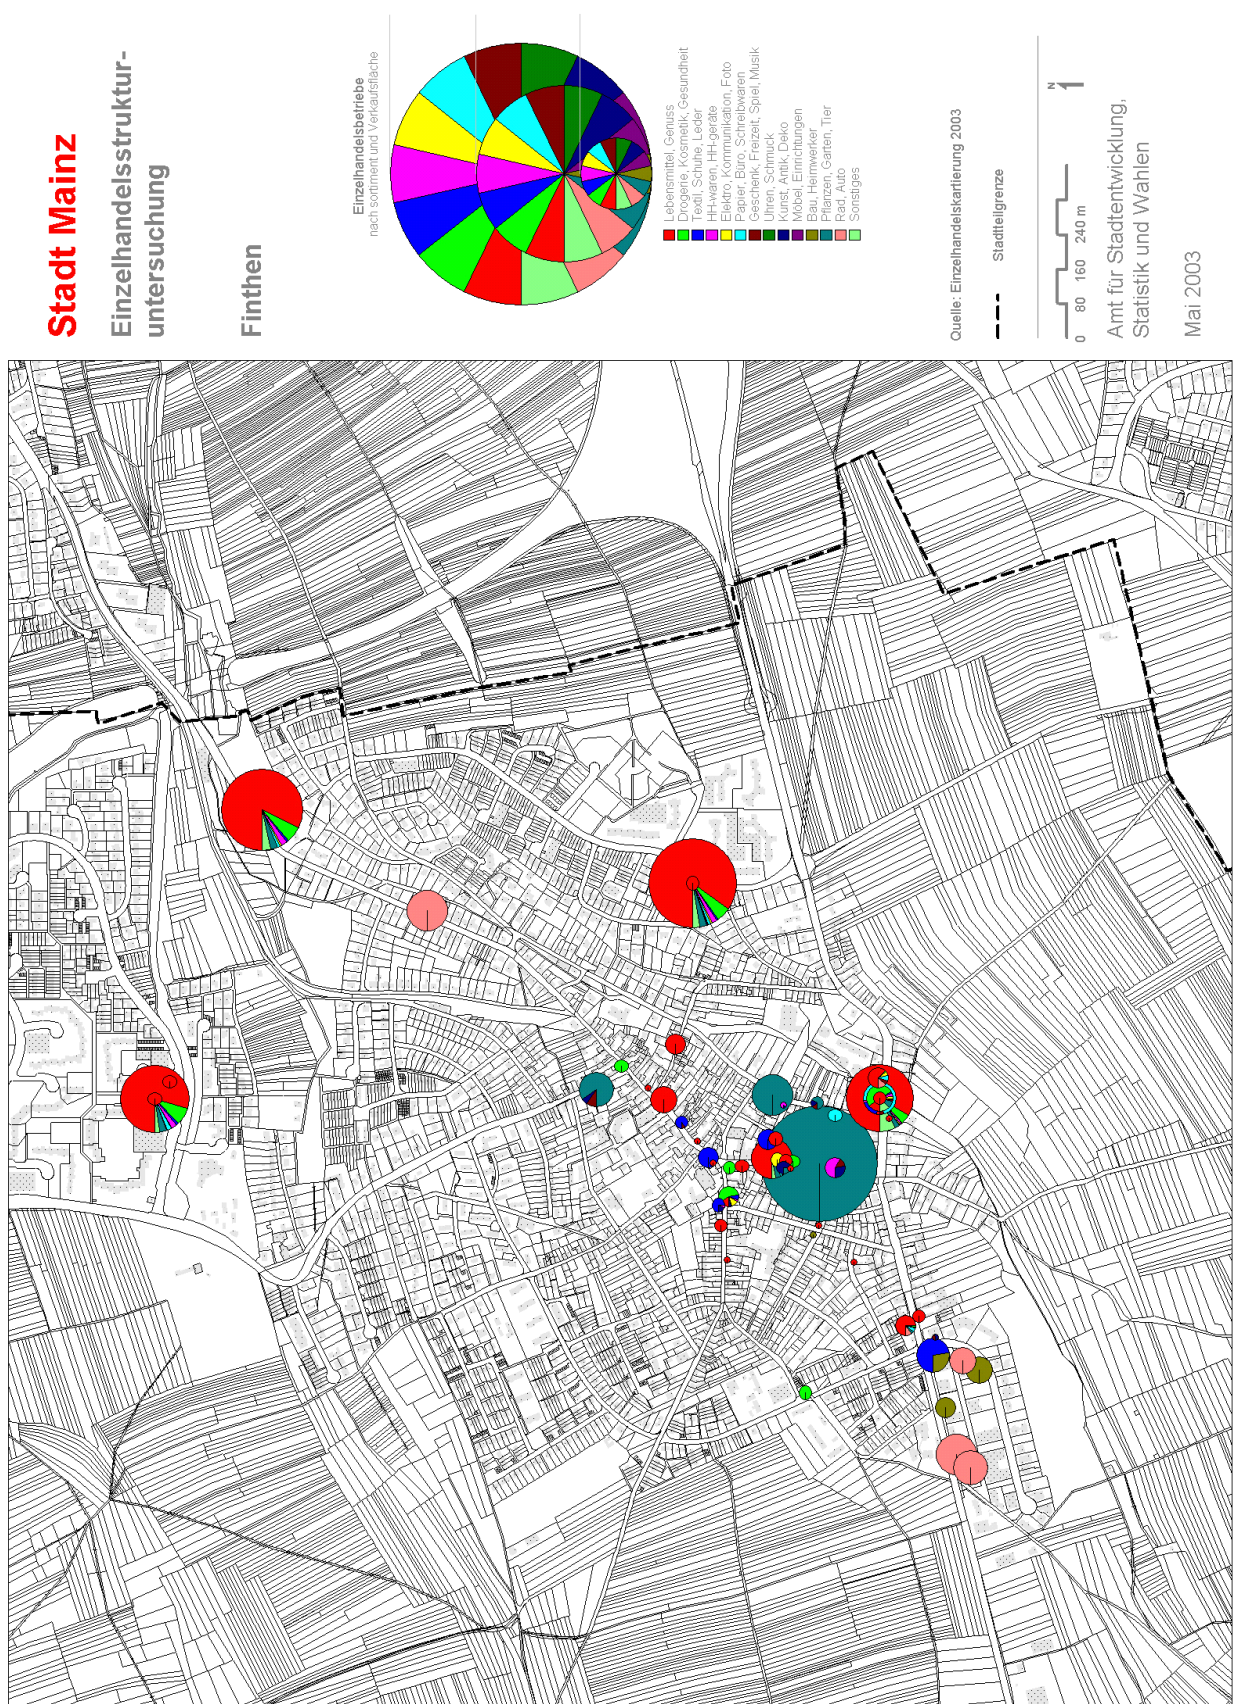 Stadt Mainz
Einzelhandelsstruktur-
untersuchung
Finthen
Einzelhandelsbetriebe
nach sortiment und Verkaufsfläche
Lebensmittel, Genuss
Drogerie, Kosmetik, Gesundheit
Textil, Schuhe, Leder
HH-waren, HH-geräte
Elektro, Kommunikation, Foto
Papier, Büro, Schreibwaren
Geschenk, Freizeit, Spiel, Musik
Uhren, Schmuck
Kunst, Antik, Deko
Möbel, Einrichtungen
Bau, Heimwerker
Pflanzen, Garten, Tier
Rad, Auto
Sonstiges
Quelle: Einzelhandelskartierung 2003
Stadtteilgrenze
N
0 80 160 240 m
Amt für Stadtentwicklung,
Statistik und Wahlen
Mai 2003